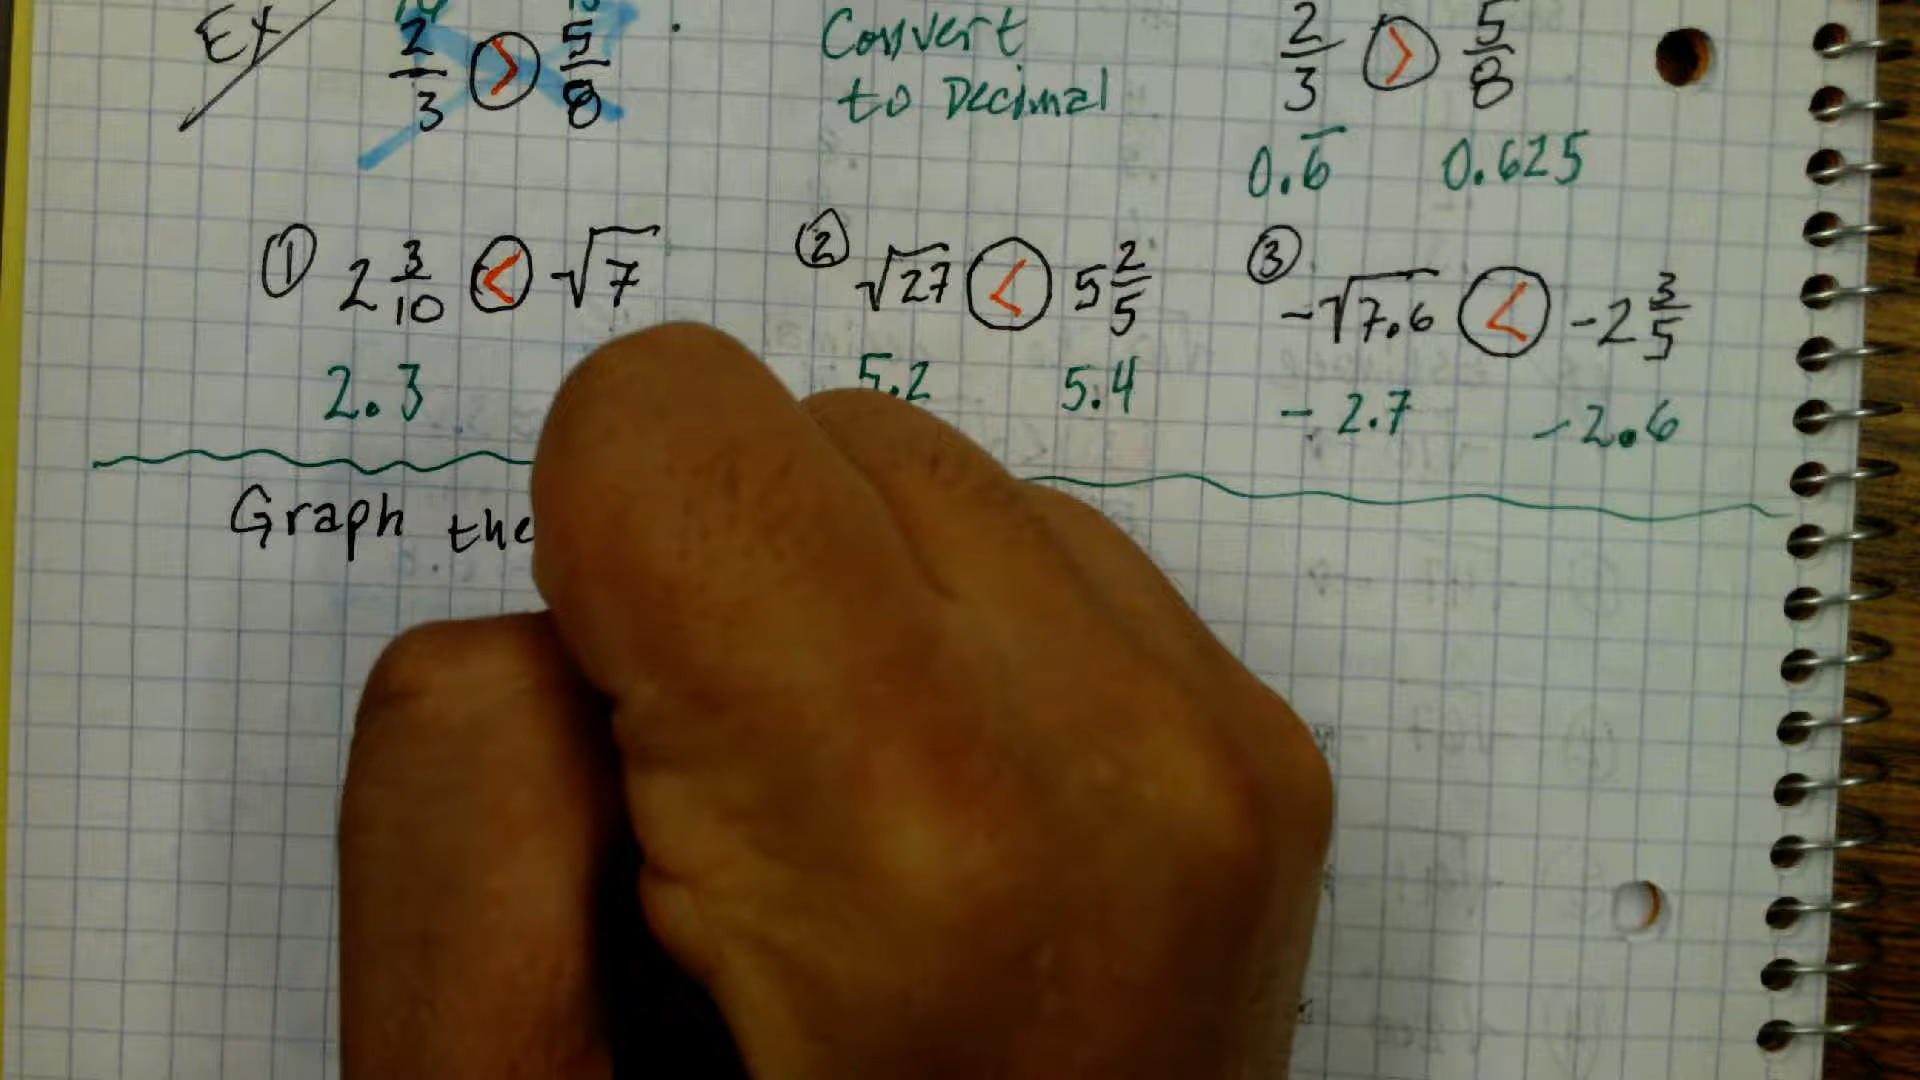 Ex 2/3 > 5/8 Convert to Decimal 2/3 > 5/8
0.6̅ 0.625
① 2 3/10 < √7 ② √27 < 5 2/5 ③ -√7.6 < -2 3/5
2.3 5.2 5.4 -2.7 -2.6
Graph the